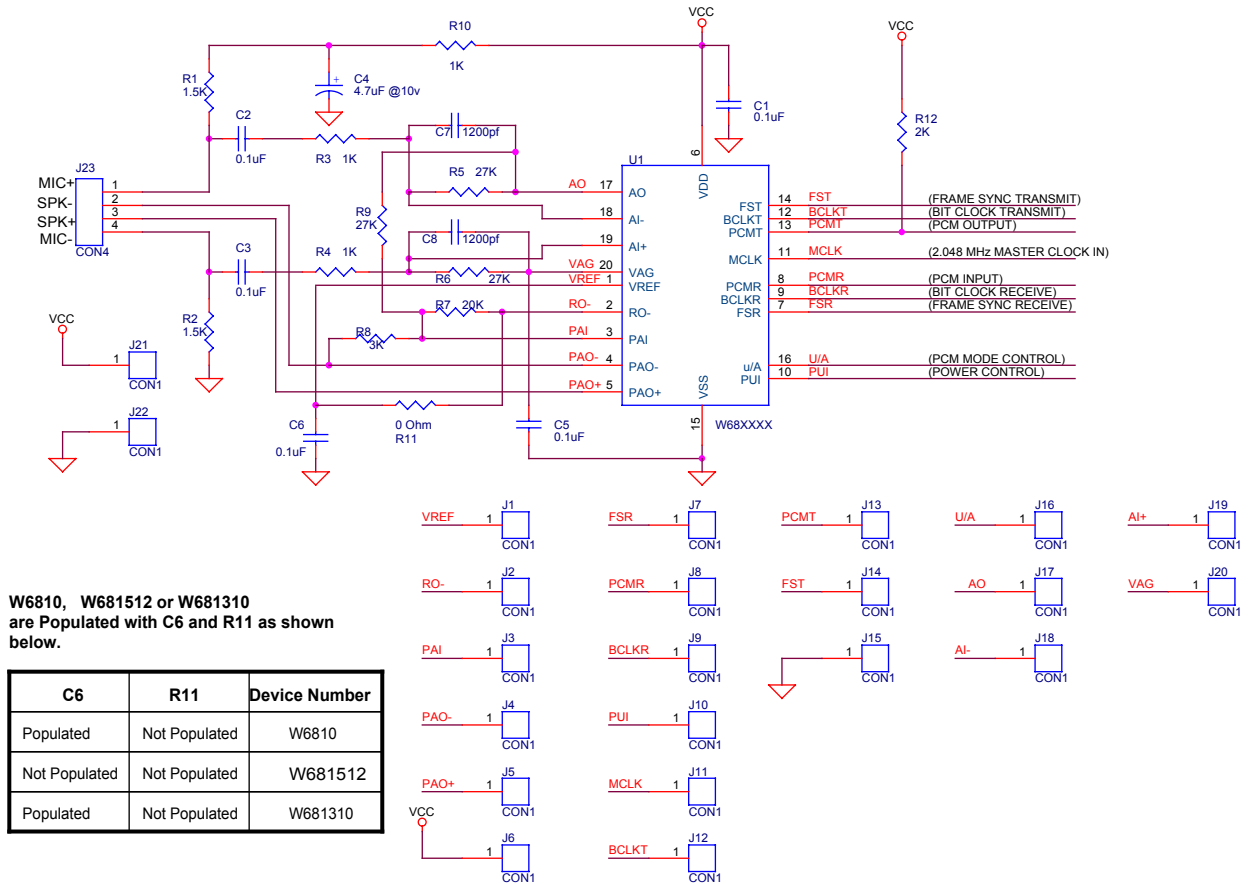 VCC
VCC
R10
1K
R1
1.5K
C4
4.7uF @10v
+
C1
0.1uF
R12
2K
C2
0.1uF
R3 1K
C7
1200pf
R5 27K
J23
MIC+
SPK-
SPK+
MIC-
1
2
3
4
CON4
R9
27K
C8
1200pf
C3
0.1uF
R4 1K
R6
27K
R2
1.5K
R7 20K
R8
3K
0 Ohm
R11
C6
0.1uF
C5
0.1uF
VCC
J21
1
CON1
J22
1
CON1
U1
6
VDD
AO 17 AO
18 AI-
19 AI+
VAG 20 VAG
VREF 1 VREF
RO- 2 RO-
PAI 3 PAI
PAO- 4 PAO-
PAO+ 5 PAO+
VSS
15
W68XXXX
FST 14 FST (FRAME SYNC TRANSMIT)
BCLKT 12 BCLKT (BIT CLOCK TRANSMIT)
PCMT 13 PCMT (PCM OUTPUT)
MCLK 11 MCLK (2.048 MHz MASTER CLOCK IN)
PCMR 8 PCMR (PCM INPUT)
BCLKR 9 BCLKR (BIT CLOCK RECEIVE)
FSR 7 FSR (FRAME SYNC RECEIVE)
u/A 16 U/A (PCM MODE CONTROL)
PUI 10 PUI (POWER CONTROL)
VREF 1 J1 CON1
FSR 1 J7 CON1
PCMT 1 J13 CON1
U/A 1 J16 CON1
AI+ 1 J19 CON1
RO- 1 J2 CON1
PCMR 1 J8 CON1
FST 1 J14 CON1
AO 1 J17 CON1
VAG 1 J20 CON1
PAI 1 J3 CON1
BCLKR 1 J9 CON1
1 J15 CON1
AI- 1 J18 CON1
PAO- 1 J4 CON1
PUI 1 J10 CON1
PAO+ 1 J5 CON1
MCLK 1 J11 CON1
VCC 1 J6 CON1
BCLKT 1 J12 CON1
W6810, W681512 or W681310
are Populated with C6 and R11 as shown
below.
C6 R11 Device Number
Populated Not Populated W6810
Not Populated Not Populated W681512
Populated Not Populated W681310